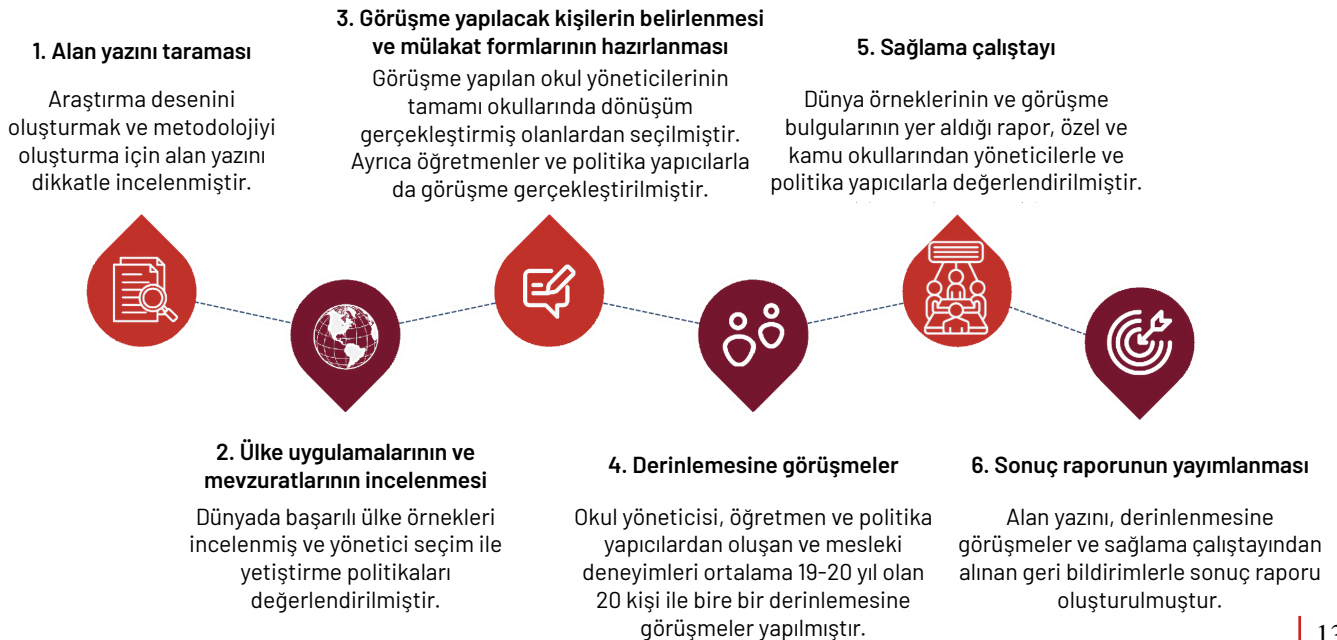 1. Alan yazını taraması
Araştırma desenini
oluşturmak ve metodolojiyi
oluşturma için alan yazını
dikkatle incelenmiştir.
2. Ülke uygulamalarının ve
mevzuatlarının incelenmesi
Dünyada başarılı ülke örnekleri
incelenmiş ve yönetici seçim ile
yetiştirme politikaları
değerlendirilmiştir.
3. Görüşme yapılacak kişilerin belirlenmesi
ve mülakat formlarının hazırlanması
Görüşme yapılan okul yöneticilerinin
tamamı okullarında dönüşüm
gerçekleştirmiş olanlardan seçilmiştir.
Ayrıca öğretmenler ve politika yapıcılarla
da görüşme gerçekleştirilmiştir.
4. Derinlemesine görüşmeler
Okul yöneticisi, öğretmen ve politika
yapıcılardan oluşan ve mesleki
deneyimleri ortalama 19-20 yıl olan
20 kişi ile bire bir derinlemesine
görüşmeler yapılmıştır.
5. Sağlama çalıştayı
Dünya örneklerinin ve görüşme
bulgularının yer aldığı rapor, özel ve
kamu okullarından yöneticilerle ve
politika yapıcılarla değerlendirilmiştir.
6. Sonuç raporunun yayımlanması
Alan yazını, derinlenmesine
görüşmeler ve sağlama çalıştayından
alınan geri bildirimlerle sonuç raporu
oluşturulmuştur.